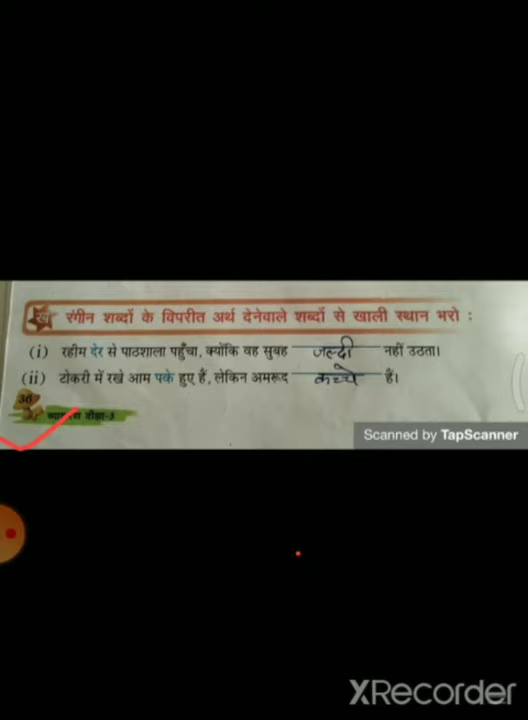 ख रंगीन शब्दों के विपरीत अर्थ देनेवाले शब्दों से खाली स्थान भरो :
(i) रहीम देर से पाठशाला पहुँचा, क्योंकि वह सुबह जल्दी नहीं उठता।
(ii) टोकरी में रखे आम पके हुए हैं, लेकिन अमरूद कच्चे हैं।
36
Scanned by TapScanner
XRecorder